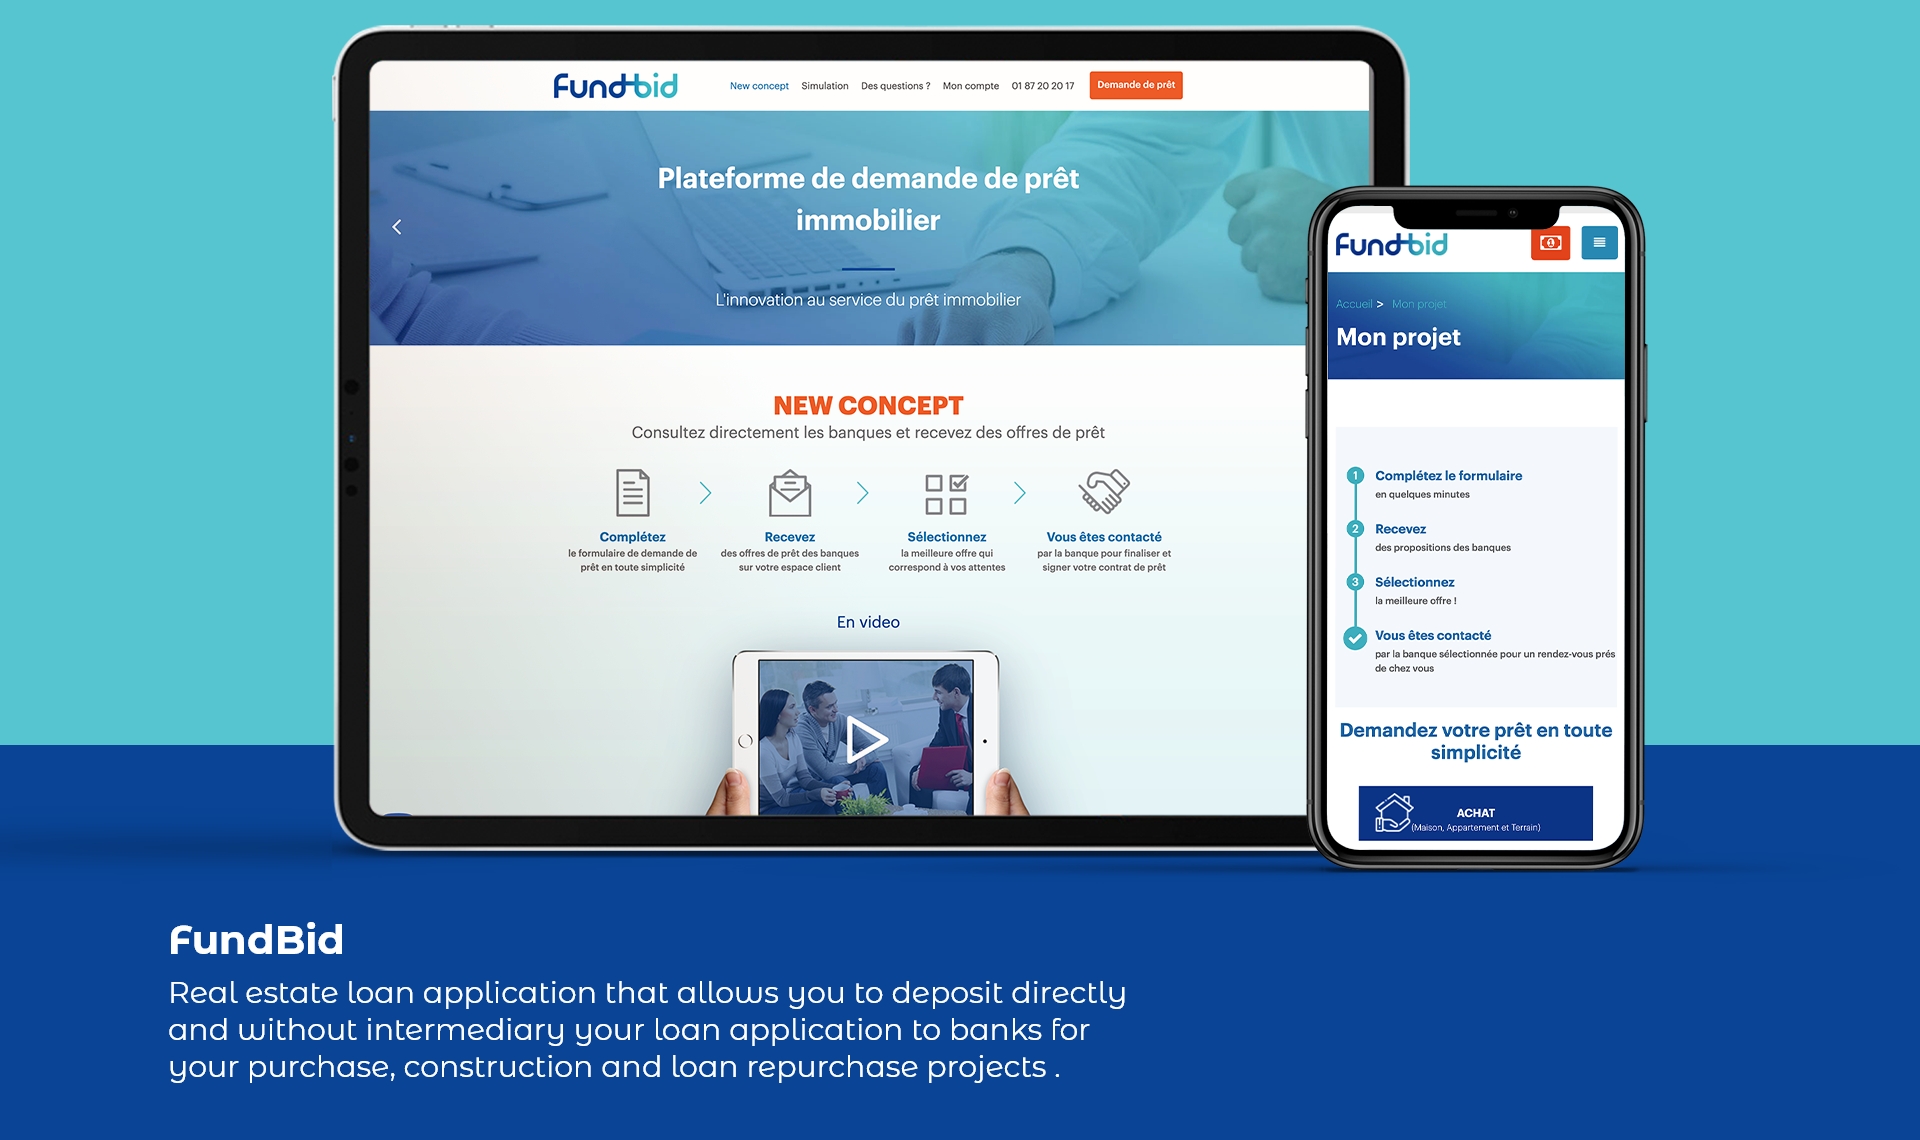 Fundbid
New concept Simulation Des questions ? Mon compte 01 87 20 20 17 Demande de prêt
Plateforme de demande de prêt
immobilier
L'innovation au service du prêt immobilier
NEW CONCEPT
Consultez directement les banques et recevez des offres de prêt
Complétez
le formulaire de demande de
prêt en toute simplicité
Recevez
des offres de prêt des banques
sur votre espace client
Sélectionnez
la meilleure offre qui
correspond à vos attentes
Vous êtes contacté
par la banque pour finaliser et
signer votre contrat de prêt
En video
Fundbid
Accueil > Mon projet
Mon projet
1 Complétez le formulaire
en quelques minutes
2 Recevez
des propositions des banques
3 Sélectionnez
la meilleure offre !
Vous êtes contacté
par la banque sélectionnée pour un rendez-vous prés
de chez vous
Demandez votre prêt en toute
simplicité
ACHAT
(Maison, Appartement et Terrain)
FundBid
Real estate loan application that allows you to deposit directly
and without intermediary your loan application to banks for
your purchase, construction and loan repurchase projects .